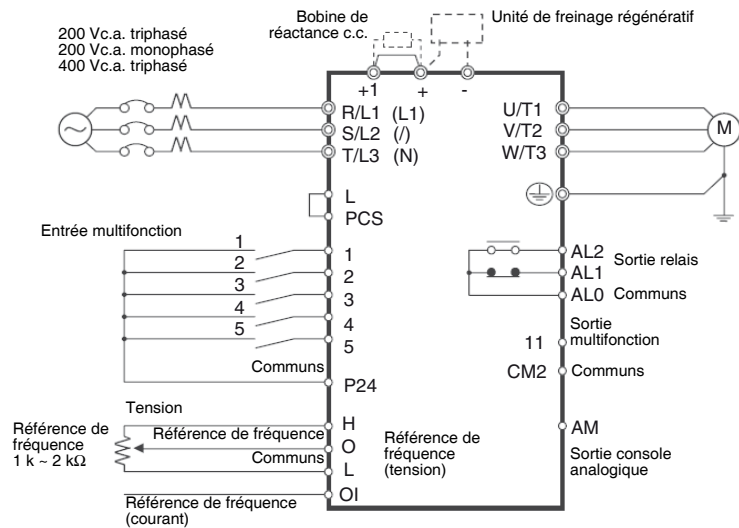 200 Vc.a. triphasé
200 Vc.a. monophasé
400 Vc.a. triphasé
Bobine de
réactance c.c.
Unité de freinage régénératif
+1
+
-
R/L1 (L1)
S/L2 (/)
T/L3 (N)
U/T1
V/T2
W/T3
M
L
PCS
Entrée multifonction
1
2
3
4
5
1
2
3
4
5
Communs
P24
AL2
AL1
AL0
Sortie relais
Communs
11
Sortie
multifonction
CM2
Communs
Tension
Référence de
fréquence
1 k ~ 2 kΩ
Référence de fréquence
Communs
H
O
L
OI
Référence de
fréquence
(tension)
AM
Sortie console
analogique
Référence de fréquence
(courant)